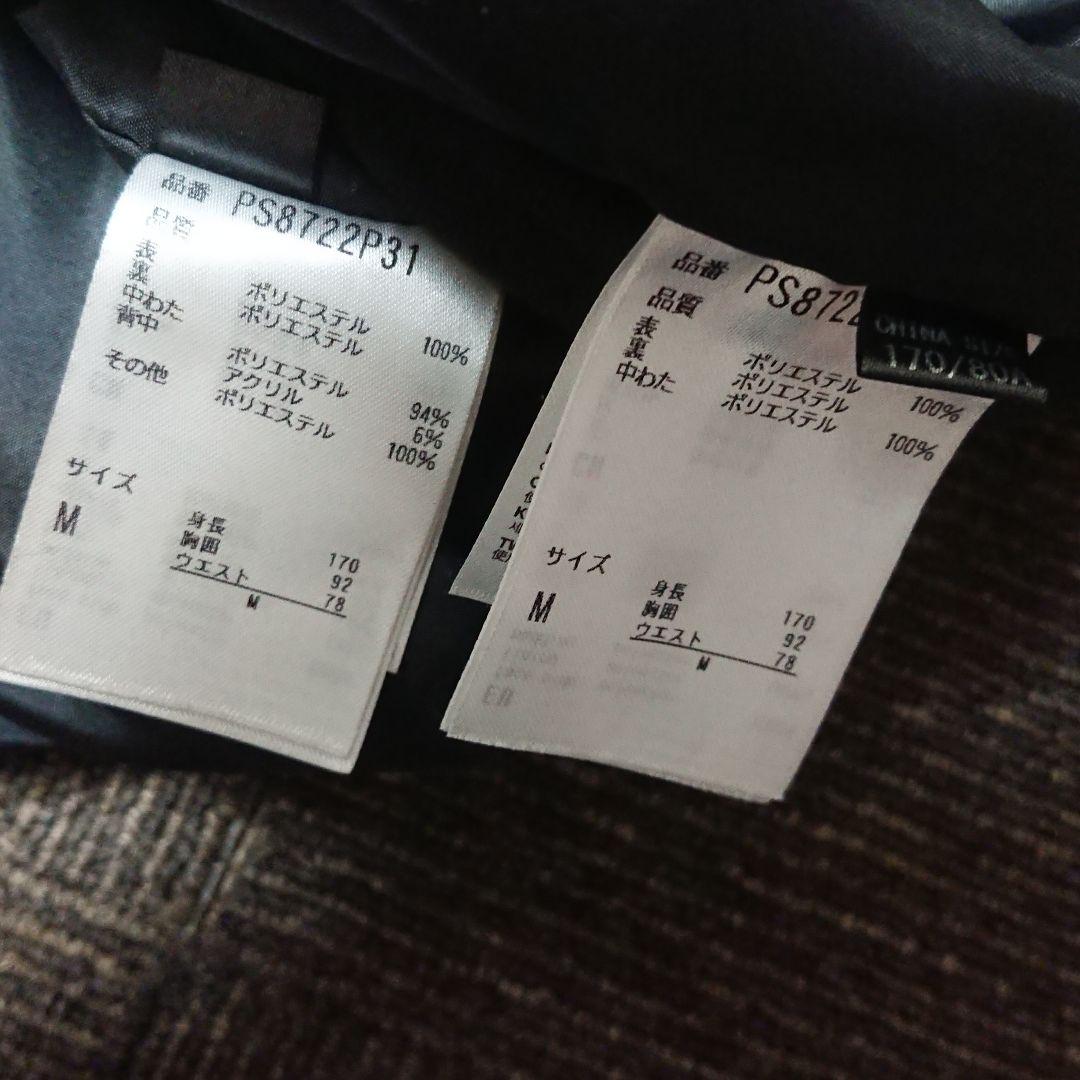 品番 PS8722P31
品質
表 ポリエステル
裏 ポリエステル 100%
中わた
背中 ポリエステル 94%
アクリル 6%
その他 ポリエステル 100%
サイズ
M
身長 170
胸囲 92
ウエスト 78
M
品番 PS872
品質
表 ポリエステル
裏 ポリエステル 100%
中わた ポリエステル 100%
サイズ
M
身長 170
胸囲 92
ウエスト 78
M
CHINA SIZ
170/80A